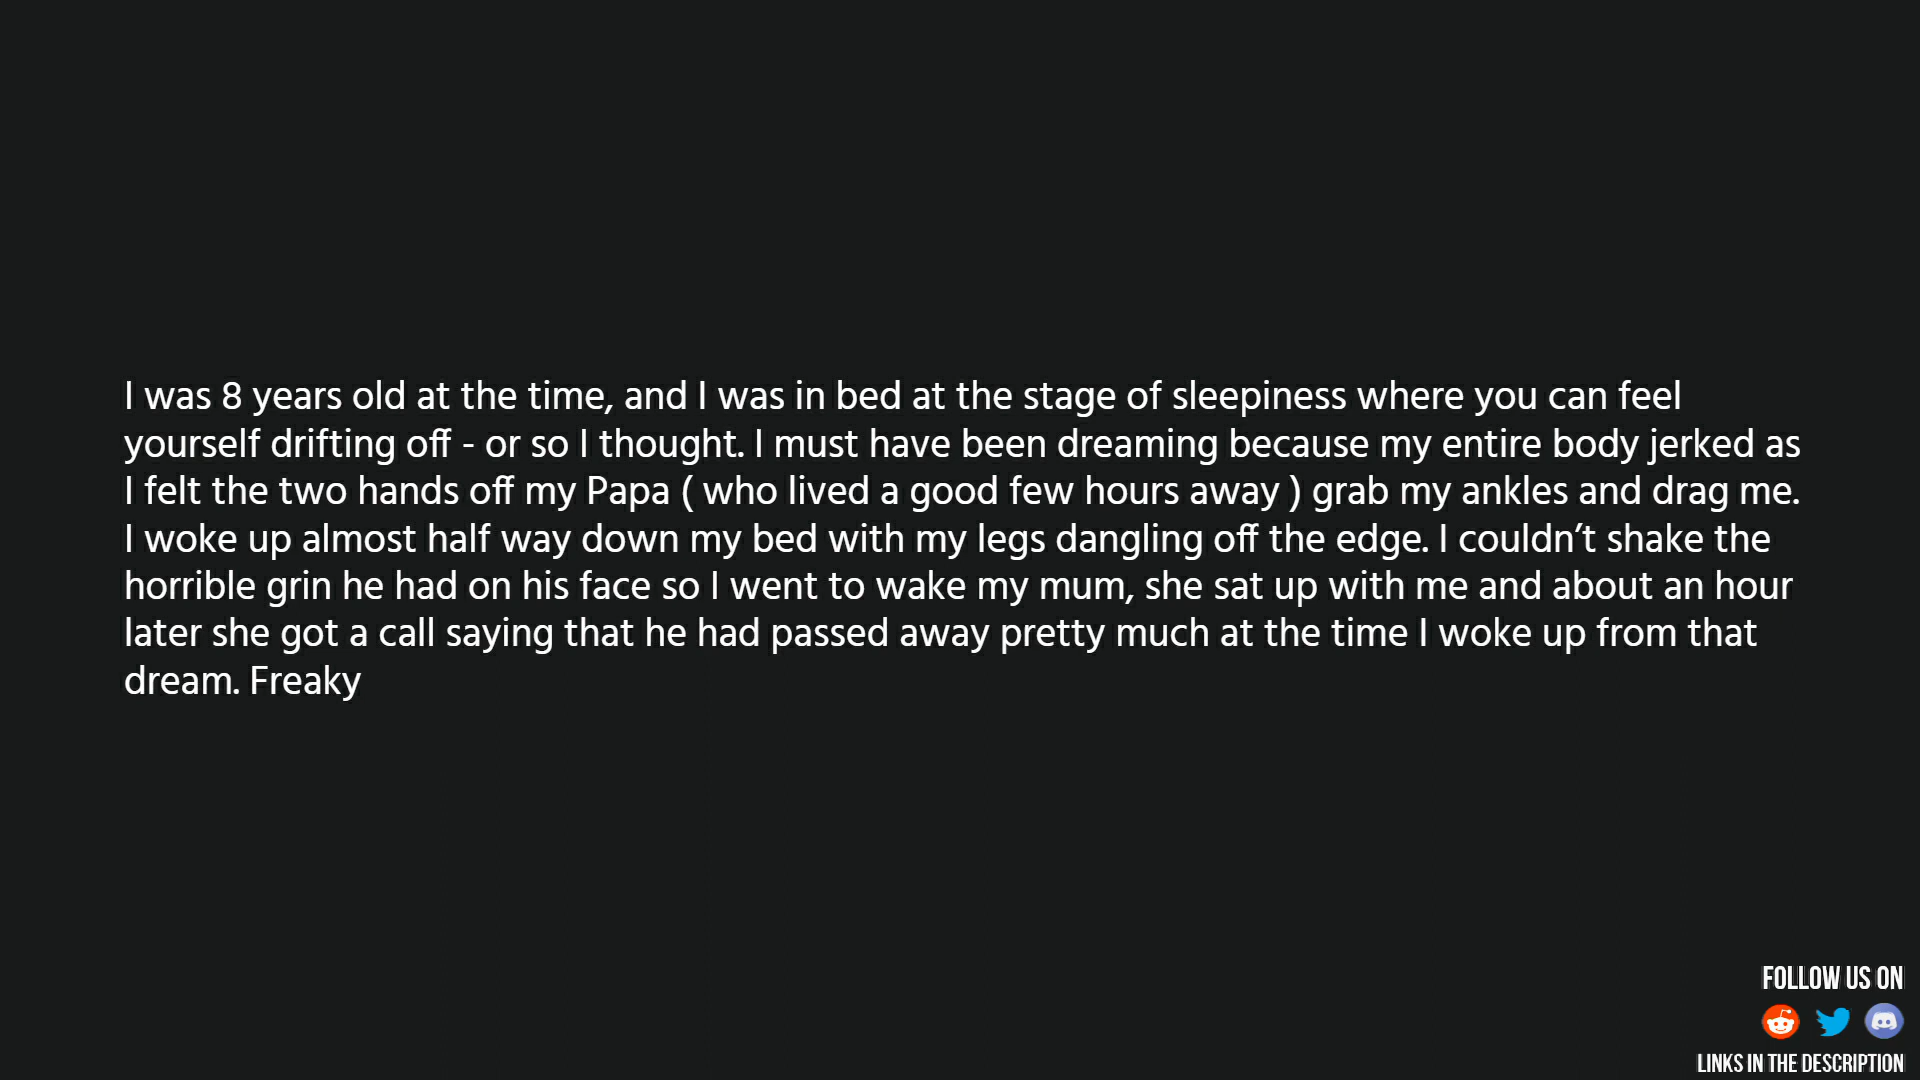 I was 8 years old at the time, and I was in bed at the stage of sleepiness where you can feel
yourself drifting off - or so I thought. I must have been dreaming because my entire body jerked as
I felt the two hands off my Papa ( who lived a good few hours away ) grab my ankles and drag me.
I woke up almost half way down my bed with my legs dangling off the edge. I couldn’t shake the
horrible grin he had on his face so I went to wake my mum, she sat up with me and about an hour
later she got a call saying that he had passed away pretty much at the time I woke up from that
dream. Freaky
FOLLOW US ON
LINKS IN THE DESCRIPTION